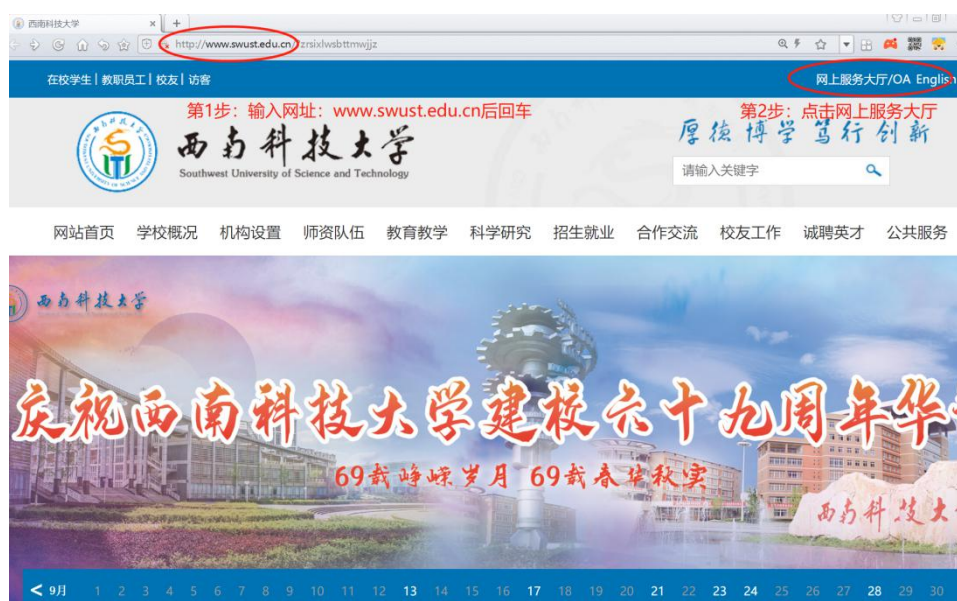 西南科技大学
http://www.swust.edu.cn/?zrsixlwsbttmwjjz
在校学生 | 教职员工 | 校友 | 访客
网上服务大厅/OA English
第1步：输入网址：www.swust.edu.cn后回车
第2步：点击网上服务大厅
西南科技大学
Southwest University of Science and Technology
厚德博学 笃行创新
请输入关键字
网站首页 学校概况 机构设置 师资队伍 教育教学 科学研究 招生就业 合作交流 校友工作 诚聘英才 公共服务
西南科技大学
庆祝西南科技大学建校六十九周年华
69载峥嵘岁月 69载春华秋实
西南科技大
< 9月 1 2 3 4 5 6 7 8 9 10 11 12 13 14 15 16 17 18 19 20 21 22 23 24 25 26 27 28 29 30